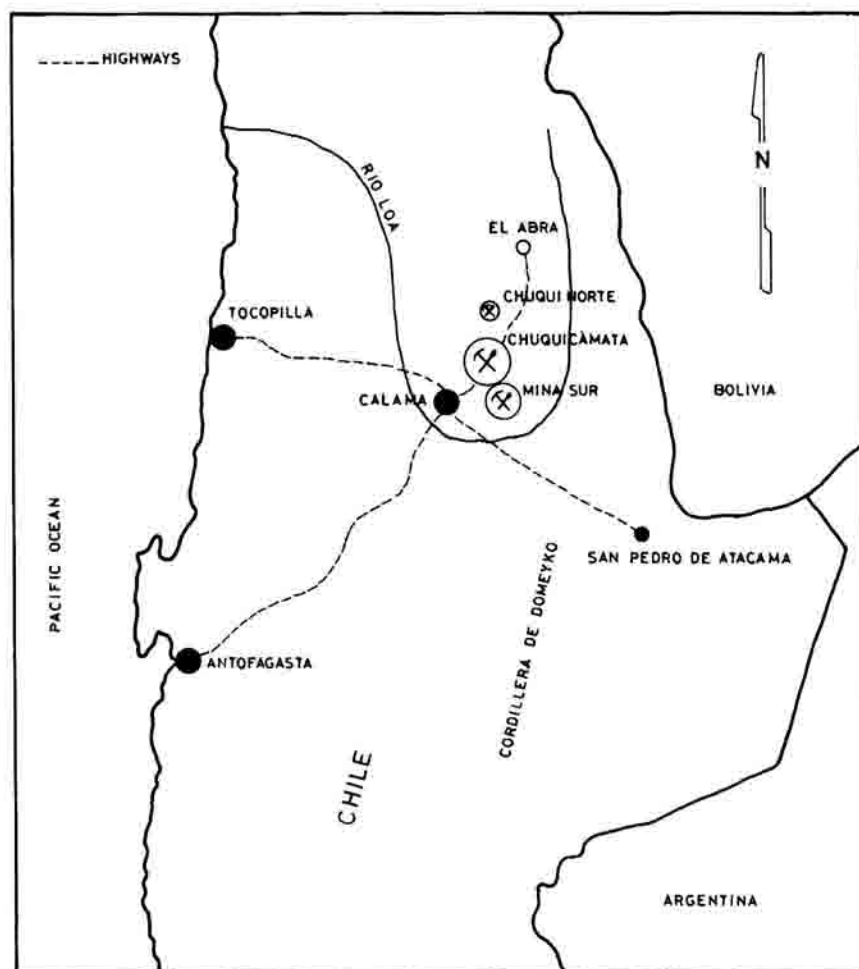 HIGHWAYS
N
RIO LOA
EL ABRA
CHUQUI NORTE
TOCOPILLA
CHUQUICAMATA
CALAMA
MINA SUR
BOLIVIA
PACIFIC OCEAN
SAN PEDRO DE ATACAMA
CORDILLERA DE DOMEYKO
ANTOFAGASTA
CHILE
ARGENTINA